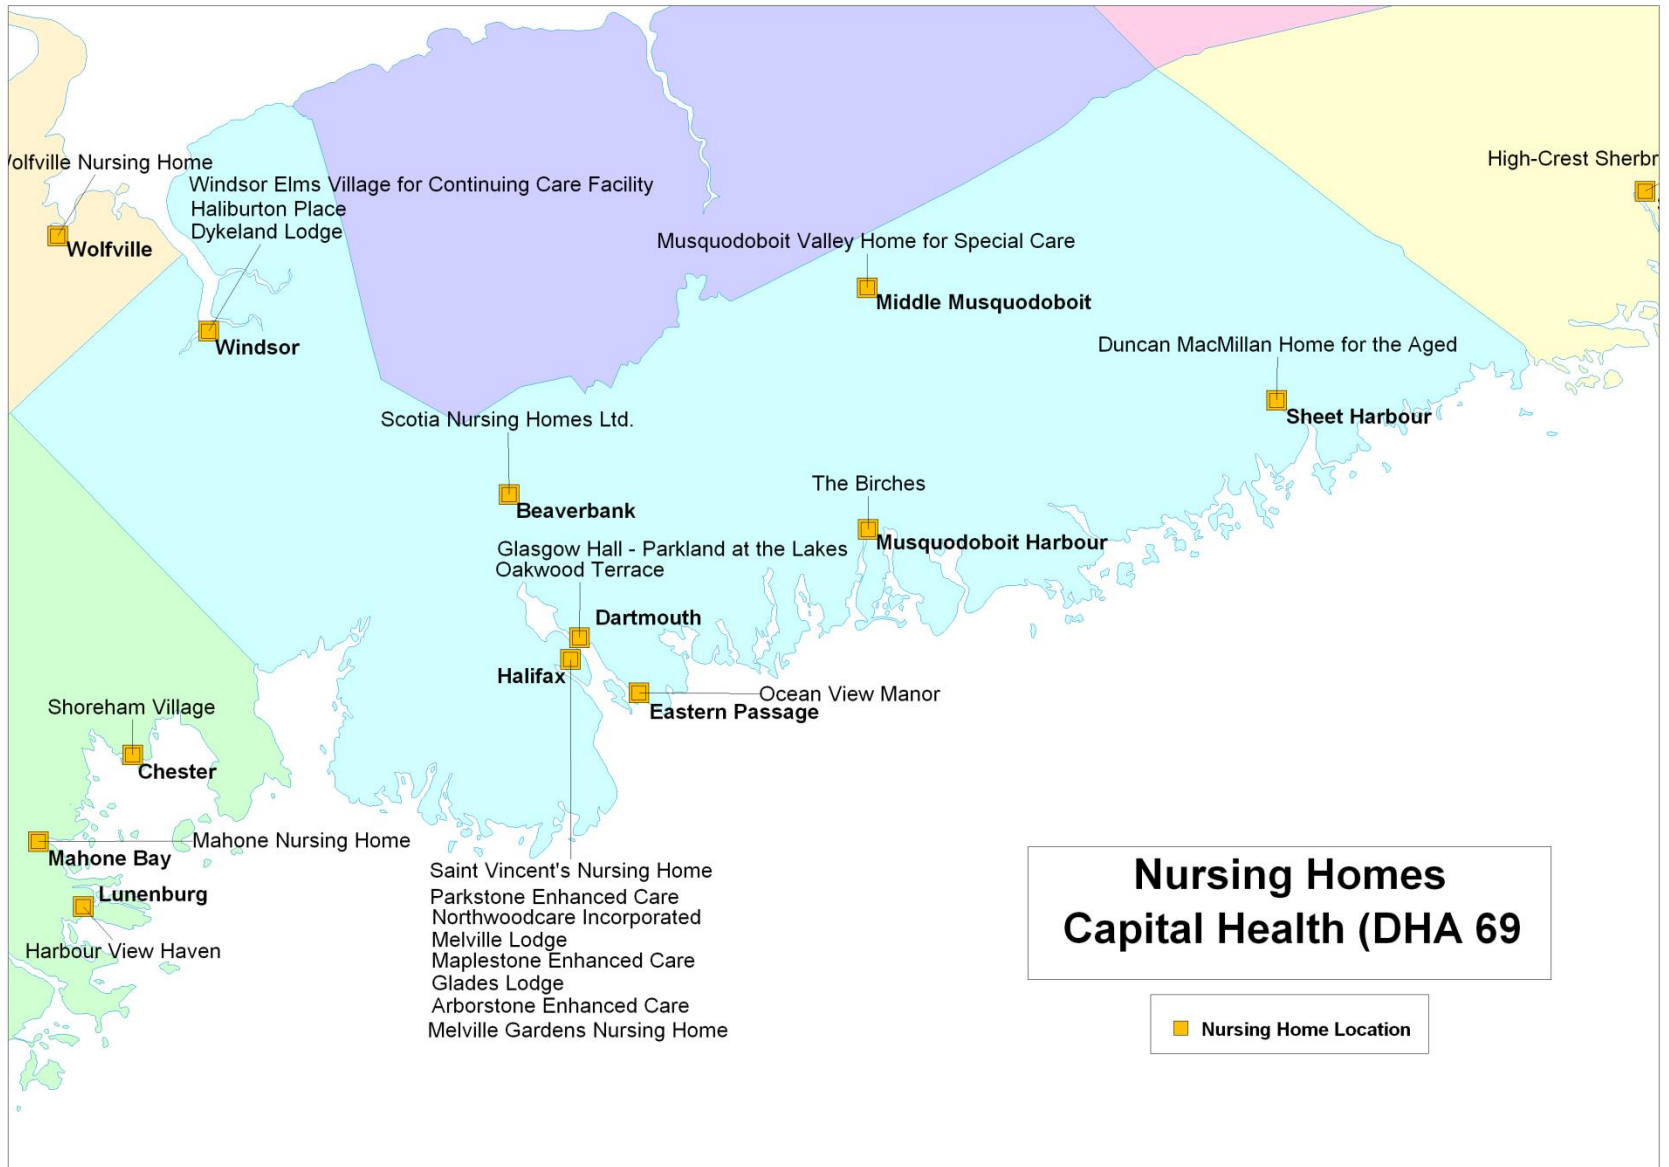 Wolfville Nursing Home
High-Crest Sherbr
Windsor Elms Village for Continuing Care Facility
Haliburton Place
Dykeland Lodge
Wolfville
Musquodoboit Valley Home for Special Care
Middle Musquodoboit
Windsor
Duncan MacMillan Home for the Aged
Sheet Harbour
Scotia Nursing Homes Ltd.
Beaverbank
The Birches
Musquodoboit Harbour
Glasgow Hall - Parkland at the Lakes
Oakwood Terrace
Dartmouth
Halifax
Ocean View Manor
Eastern Passage
Shoreham Village
Chester
Mahone Nursing Home
Mahone Bay
Lunenburg
Harbour View Haven
Saint Vincent's Nursing Home
Parkstone Enhanced Care
Northwoodcare Incorporated
Melville Lodge
Maplestone Enhanced Care
Glades Lodge
Arborstone Enhanced Care
Melville Gardens Nursing Home
Nursing Homes
Capital Health (DHA 69
Nursing Home Location